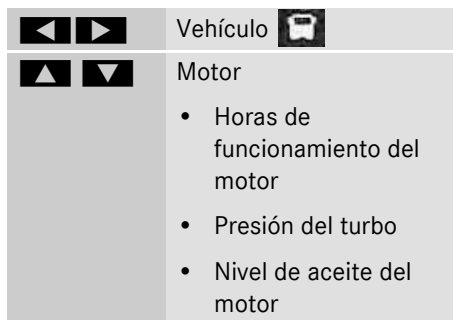 Vehículo
Motor
• Horas de
funcionamiento del
motor
• Presión del turbo
• Nivel de aceite del
motor